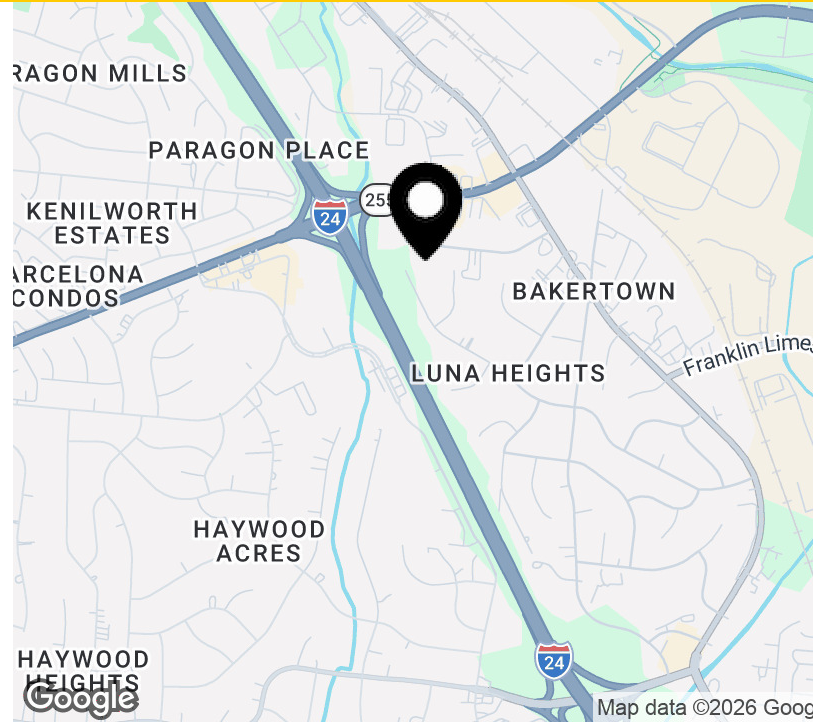 RAGON MILLS
PARAGON PLACE
255
24
KENILWORTH
ESTATES
ARCELONA
CONDOS
BAKERTOWN
Franklin Lime
LUNA HEIGHTS
HAYWOOD
ACRES
HAYWOOD
HEIGHTS
24
Google
Map data ©2026 Goog